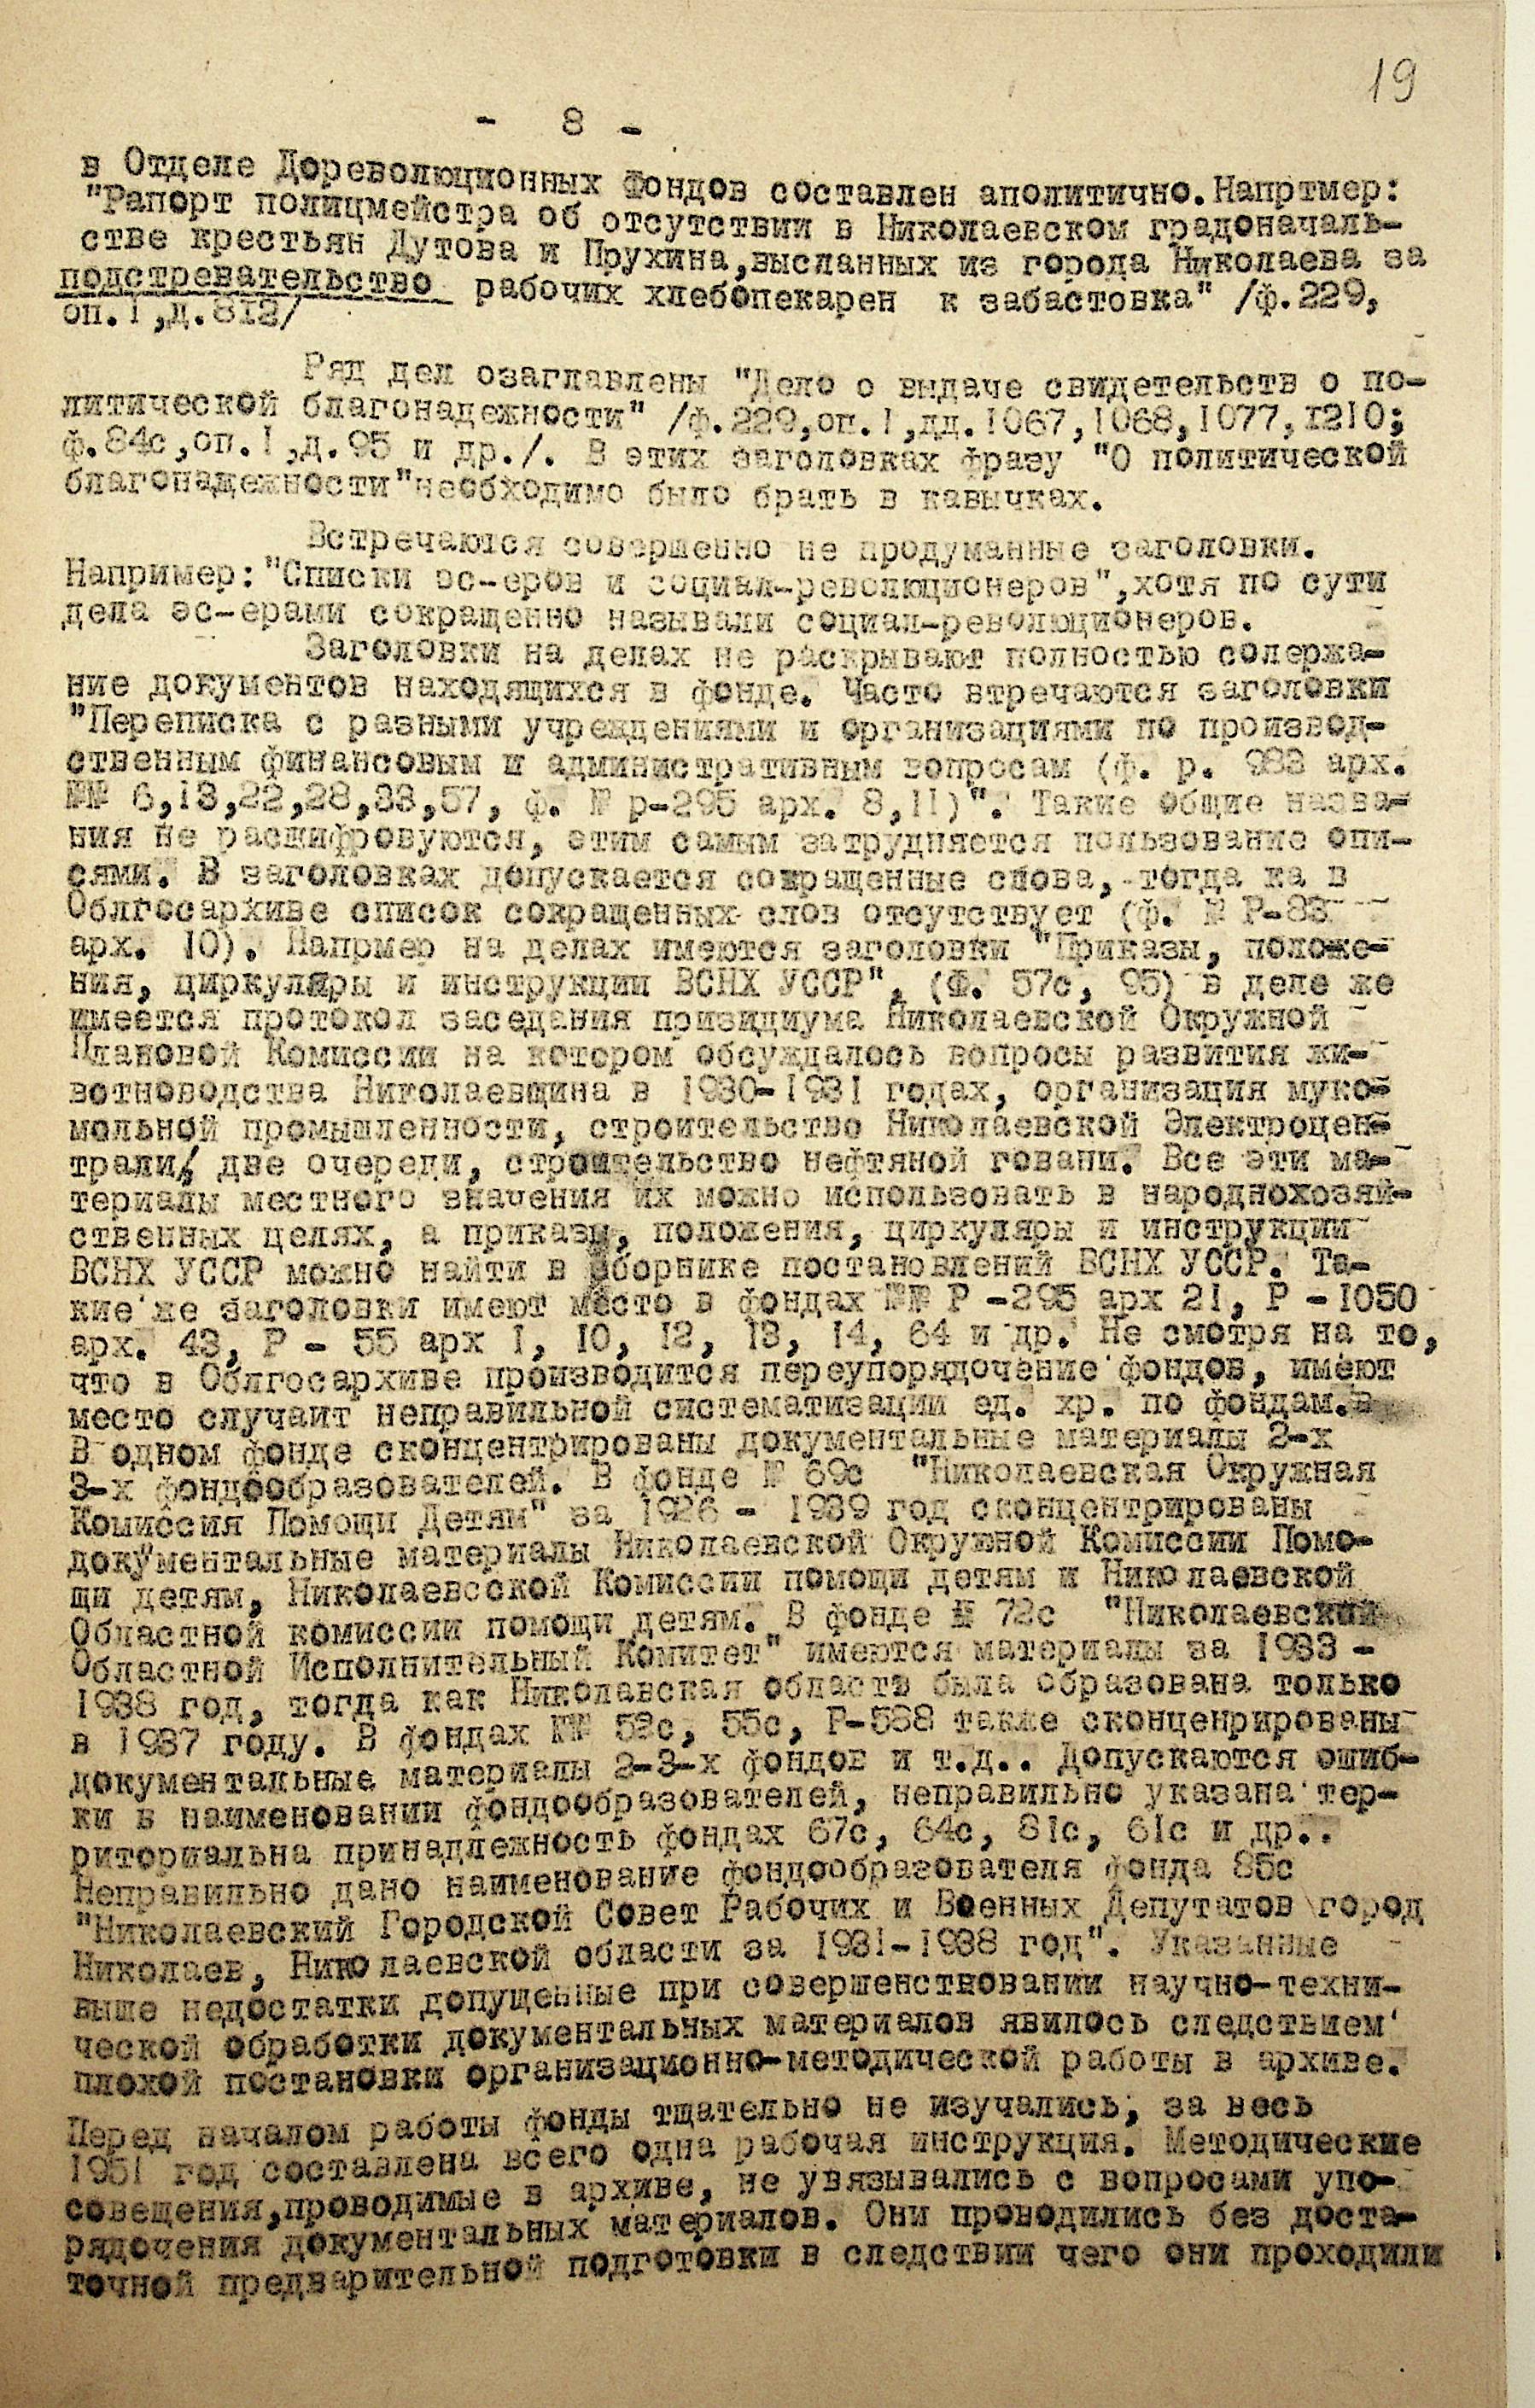 19
- 8 -
в Отделе Дореволюционных фондов составлен аполитично. Напртмер:
"Рапорт полицмейстра об отсутствии в Николаевском градоначаль-
стве крестьян Дутова и Прухина,высланных из города Николаева за
подстревательство рабочих хлебопекарен к забастовка" /ф.229,
оп.1,д.812/
Ряд дел озаглавлены "Дело о выдаче свидетельств о по-
литической благонадежности" /ф.229,оп.1,дд.1067,1068,1077,1210;
ф.84с,оп.1,д.95 и др./. В этих заголовках фразу "О политической
благонадежности"необходимо было брать в кавычках.
Встречаются совершенно не продуманные заголовки.
Например:"Списки эс-еров и социал-революционеров",хотя по сути
дела эс-ерами сокращенно называли социал-революционеров.
Заголовки на делах не раскрывают полностью содержа-
ние документов находящихся в фонде. Часто втречаются заголовки
"Переписка с разными учреждениями и организациями по производ-
ственным финансовым и административным вопросам (ф. р. 983 арх.
№№ 6,13,22,28,33,57, ф. № р-295 арх. 8,11)". Такие общие назва-
ния не расшифровуются, этим самым затрудняется пользование опи-
сями. В заголовках допускается сокращенные слова, тогда ка в
Облгосархиве список сокращенных слов отсутствует (ф. № Р-83
арх. 10). Напрмер на делах имеются заголовки "Приказы, положе-
ния, циркуляры и инструкции ВСНХ УССР", (Ф. 57с, 95) в деле же
имеется протокол заседания призидиума Николаевской Окружной
Плановой Комиссии на котором обсуждалось вопросы развития жи-
вотноводства Николаевщина в 1930-1931 годах, организация муко-
мольной промышленности, строительство Николаевской Электроцен-
трали, две очереди, строительство нефтяной говани. Все эти ма-
териалы местного значения их можно использовать в народнохозяй-
ственных целях, а приказы, положения, циркуляры и инструкции
ВСНХ УССР можно найти в сборнике постановлений ВСНХ УССР. Та-
кие же заголовки имеют место в фондах №№ Р -295 арх 21, Р - 1050
арх. 43, Р - 55 арх 1, 10, 12, 13, 14, 64 и др. Не смотря на то,
что в Облгосархиве производится переупорядочение фондов, имеют
место случаит неправильной систематизации ед. хр. по фондам.в
В одном фонде сконцентрированы документальные материалы 2-х
3-х фондообразователей. В фонде № 69с "Николаевская Окружная
Комиссия Помощи Детям" за 1926 - 1939 год сконцентрированы
документальные материалы Николаевской Окружной Комиссии Помо-
щи детям, Николаевсской Комиссии помощи детям и Николаевской
Областной комиссии помощи детям. В фонде № 72с "Николаевский
Областной Исполнительный Комитет" имеются материалы за 1933 -
1938 год, тогда как Николавская область была образована только
в 1937 году. В фондах №№ 52с, 55с, Р-588 также сконценрированы
документальные материалы 2-3-х фондов и т.д.. Допускаются ошиб-
ки в наименовании фондообразователей, неправильно указана тер-
риториальна принадлежность фондах 67с, 64с, 81с, 61с и др..
Неправильно дано наименование фондообразователя фонда 85с
"Николаевский Городской Совет Рабочих и Военных Депутатов город
Николаев, Николаевской области за 1931-1938 год". Указанные
выше недостатки допущенные при совершенствовании научно-техни-
ческой обработки документальных материалов явилось следствием
плохой постановки организационно-методической работы в архиве.
Перед началом работы фонды тщательно не изучались, за весь
1951 год составлена всего одна рабочая инструкция. Методические
совещения,проводимые в архиве, не увязывались с вопросами упо-
рядочения документальных материалов. Они проводились без доста-
точной предварительной подготовки в следствии чего они проходили